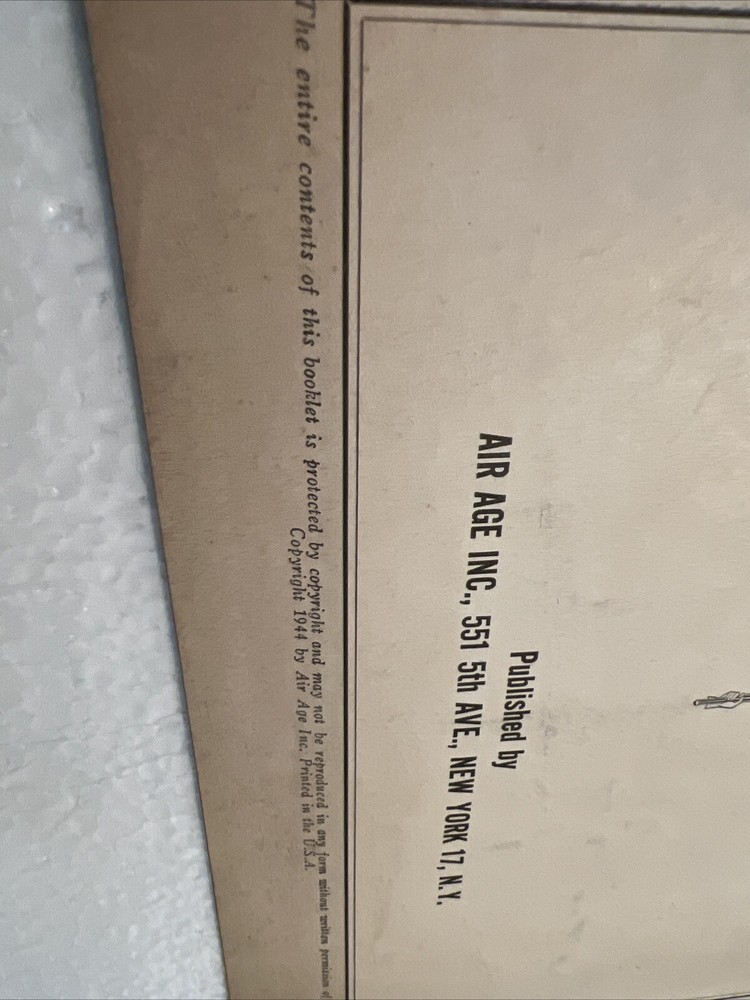 Published by
AIR AGE INC., 551 5th AVE., NEW YORK 17, N.Y.
The entire contents of this booklet is protected by copyright and may not be reproduced in any form without written permission of
Copyright 1944 by Air Age Inc. Printed in the U.S.A.